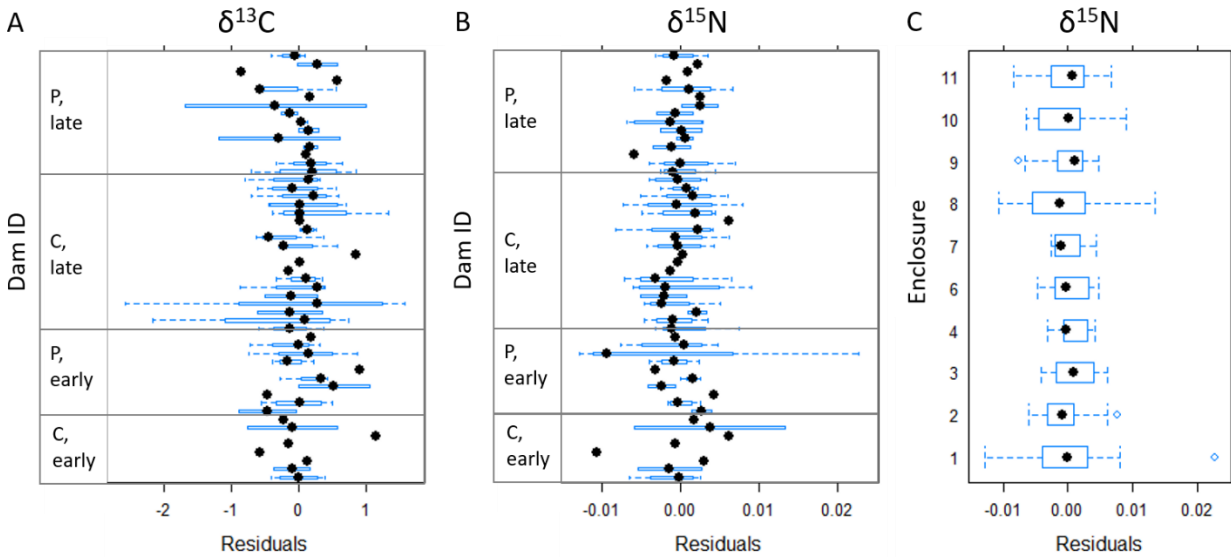 A
δ¹³C
B
δ¹⁵N
C
δ¹⁵N
Dam ID
P,
late
C,
late
P,
early
C,
early
-2
-1
0
1
Residuals
Dam ID
P,
late
C,
late
P,
early
C,
early
-0.01
0.00
0.01
0.02
Residuals
Enclosure
11
10
9
8
7
6
4
3
2
1
-0.01
0.00
0.01
0.02
Residuals